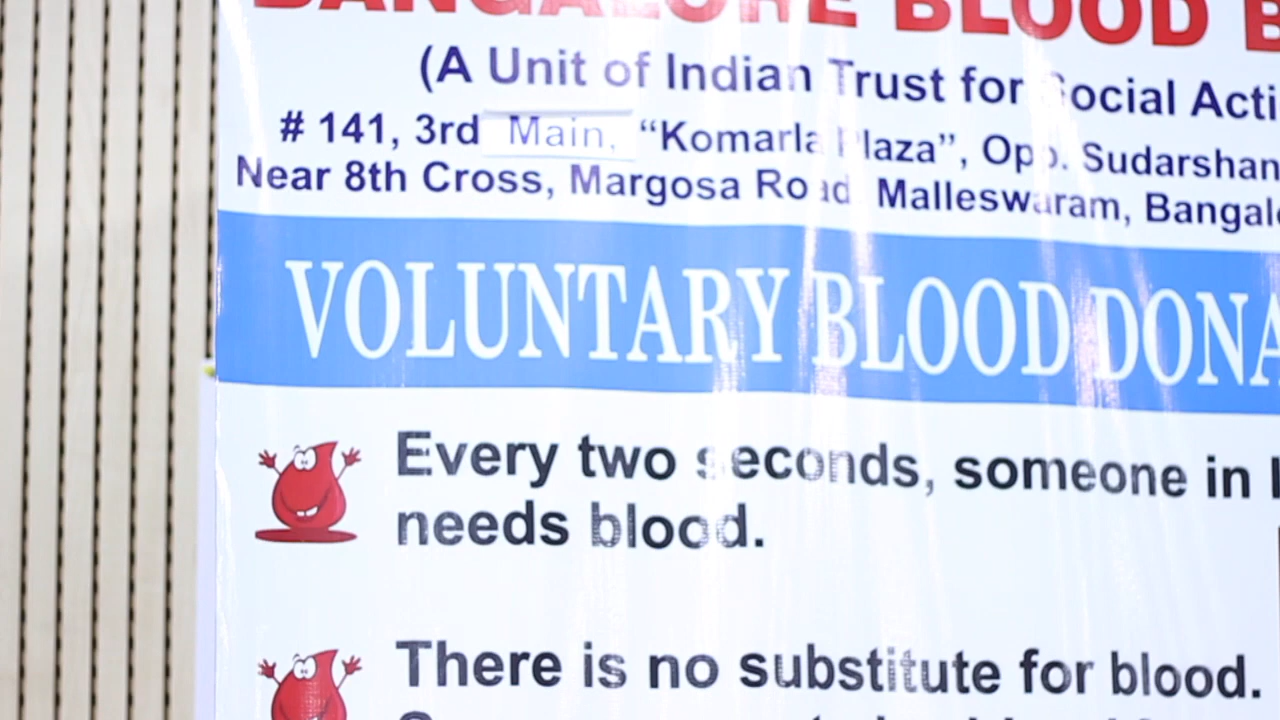 BANGALORE BLOOD B
(A Unit of Indian Trust for Social Acti
# 141, 3rd Main, “Komarla Plaza”, Opp. Sudarshan
Near 8th Cross, Margosa Road Malleswaram, Bangal
VOLUNTARY BLOOD DONA
Every two seconds, someone in
needs blood.
There is no substitute for blood.